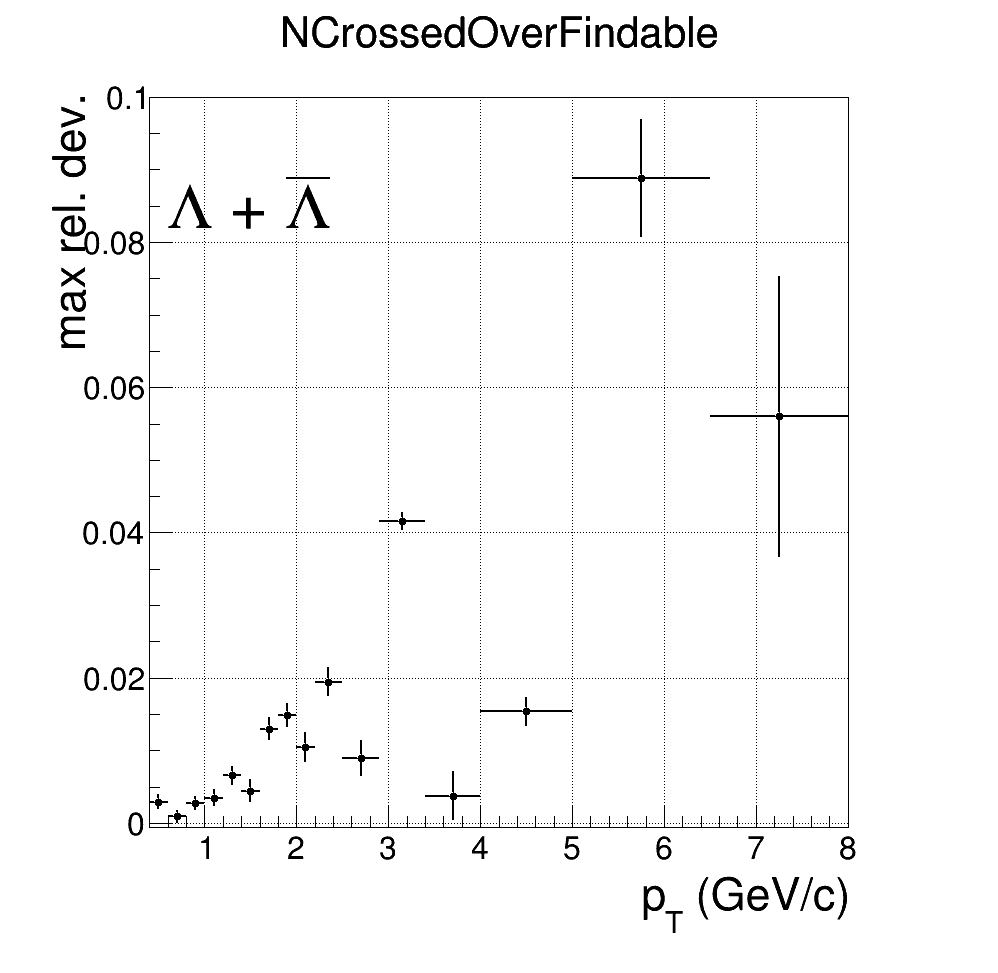 NCrossedOverFindable
max rel. dev.
Λ + Λ̅
0.1
0.08
0.06
0.04
0.02
0
1 2 3 4 5 6 7 8
p_T (GeV/c)